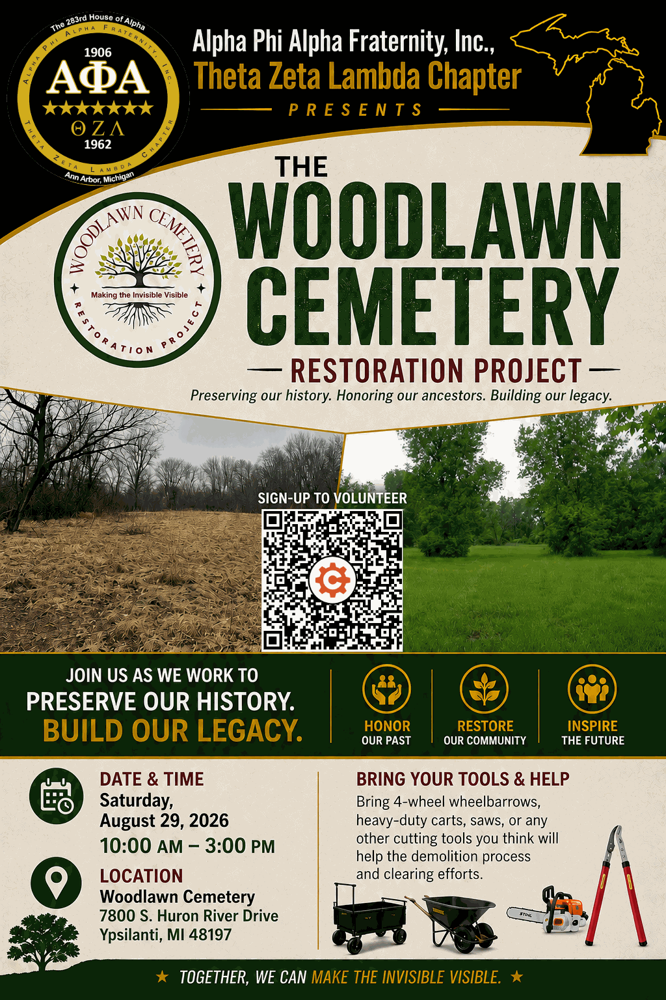 The 283rd House of Alpha
ALPHA PHI ALPHA FRATERNITY, INC.
1906
ΑΦΑ
ΘΖΛ
1962
THETA ZETA LAMBDA CHAPTER
Ann Arbor, Michigan
Alpha Phi Alpha Fraternity, Inc.,
Theta Zeta Lambda Chapter
PRESENTS
THE
WOODLAWN
CEMETERY
RESTORATION PROJECT
Preserving our history. Honoring our ancestors. Building our legacy.
WOODLAWN CEMETERY
Making the Invisible Visible
RESTORATION PROJECT
SIGN-UP TO VOLUNTEER
JOIN US AS WE WORK TO
PRESERVE OUR HISTORY.
BUILD OUR LEGACY.
HONOR
OUR PAST
RESTORE
OUR COMMUNITY
INSPIRE
THE FUTURE
DATE & TIME
Saturday,
August 29, 2026
10:00 AM – 3:00 PM
LOCATION
Woodlawn Cemetery
7800 S. Huron River Drive
Ypsilanti, MI 48197
BRING YOUR TOOLS & HELP
Bring 4-wheel wheelbarrows,
heavy-duty carts, saws, or any
other cutting tools you think will
help the demolition process
and clearing efforts.
STIHL
TOGETHER, WE CAN MAKE THE INVISIBLE VISIBLE.